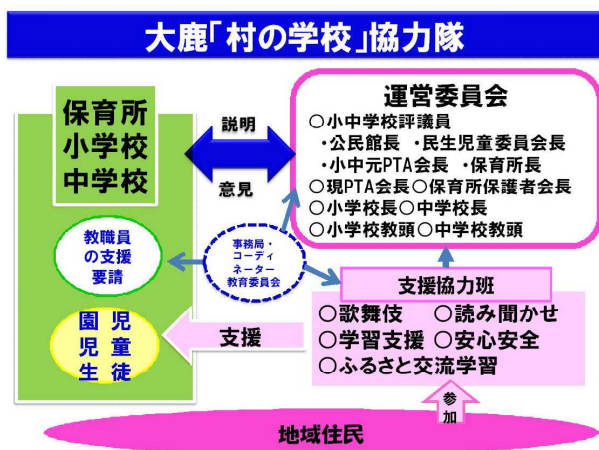 大鹿「村の学校」協力隊
保育所
小学校
中学校
説明
意見
運営委員会
○小中学校評議員
・公民館長 ・民生児童委員会長
・小中元PTA会長 ・保育所長
○現PTA会長○保育所保護者会長
○小学校長○中学校長
○小学校教頭○中学校教頭
教職員
の支援
要請
事務局・
コーディ
ネーター
教育委員会
園児
児童
生徒
支援
支援協力班
○歌舞伎 ○読み聞かせ
○学習支援 ○安心安全
○ふるさと交流学習
参
加
地域住民